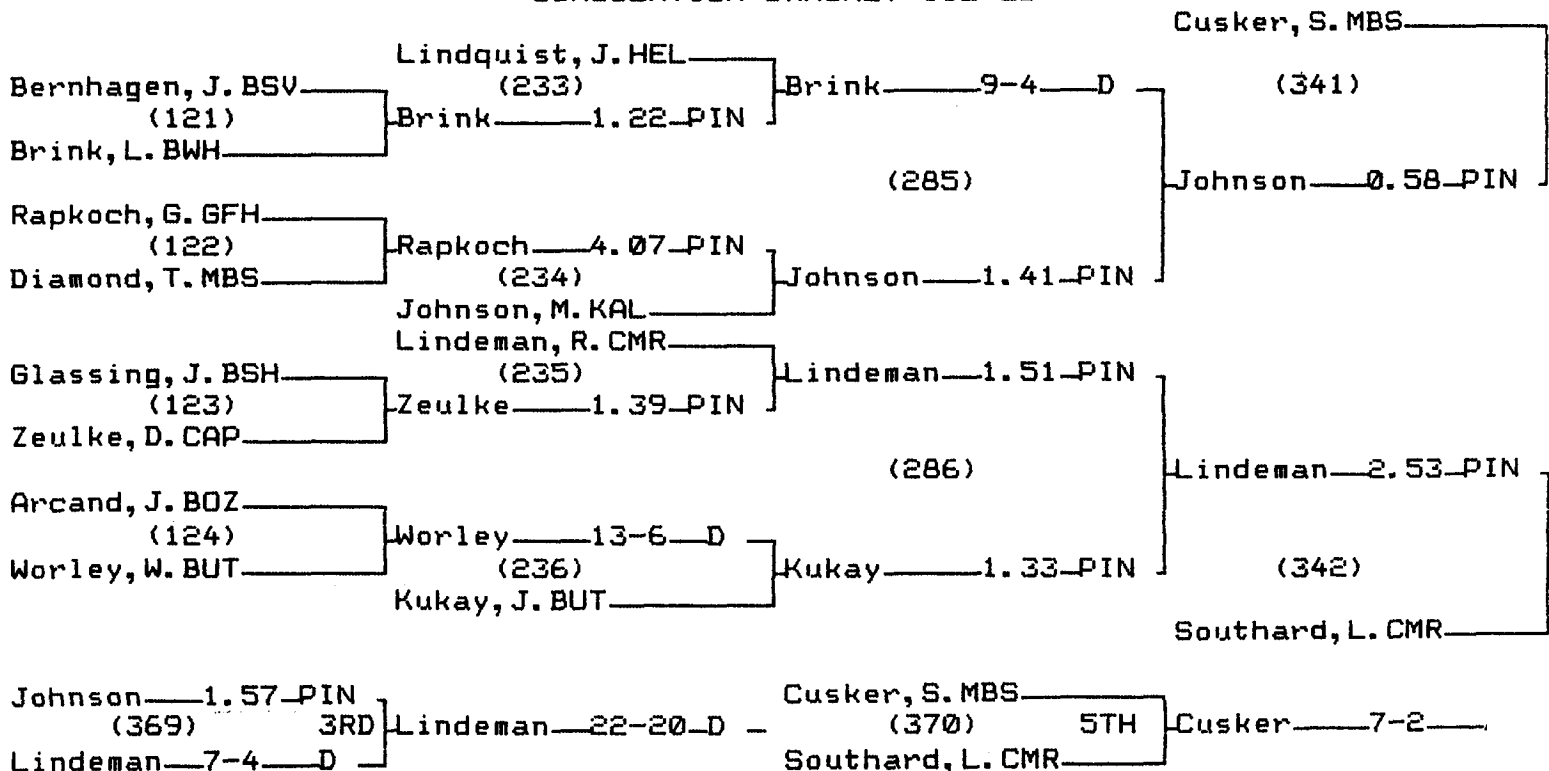 Cusker, S. MBS
Lindquist, J. HEL
Bernhagen, J. BSV (233) Brink 9-4 D (341)
(121) Brink 1.22 PIN
Brink, L. BWH
(285) Johnson 0.58 PIN
Rapkoch, G. GFH
(122) Rapkoch 4.07 PIN
Diamond, T. MBS (234) Johnson 1.41 PIN
Johnson, M. KAL
Lindeman, R. CMR
Glassing, J. BSH (235) Lindeman 1.51 PIN
(123) Zeulke 1.39 PIN
Zeulke, D. CAP
(286) Lindeman 2.53 PIN
Arcand, J. BOZ
(124) Worley 13-6 D
Worley, W. BUT (236) Kukay 1.33 PIN (342)
Kukay, J. BUT
Southard, L. CMR
Johnson 1.57 PIN Cusker, S. MBS
(369) 3RD Lindeman 22-20 D (370) 5TH Cusker 7-2
Lindeman 7-4 D Southard, L. CMR